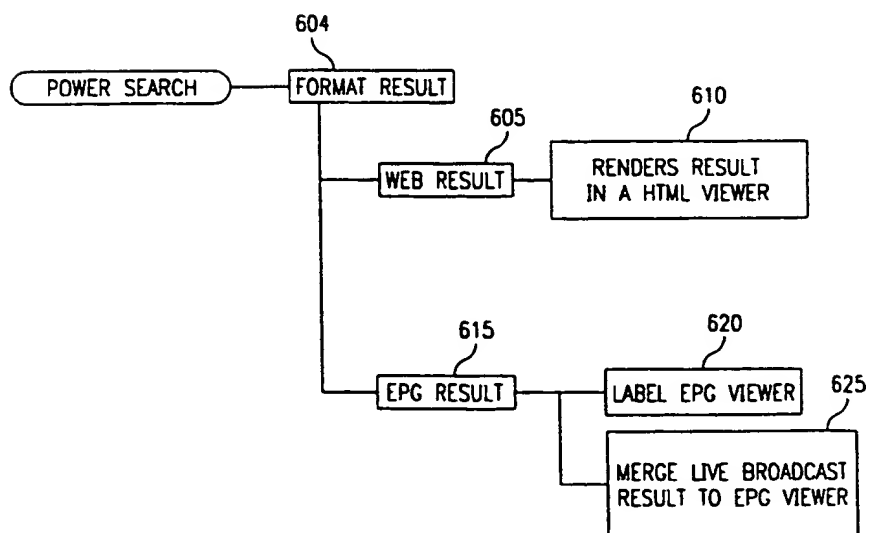 604
POWER SEARCH
FORMAT RESULT
605
610
WEB RESULT
RENDERS RESULT
IN A HTML VIEWER
615
620
EPG RESULT
LABEL EPG VIEWER
625
MERGE LIVE BROADCAST
RESULT TO EPG VIEWER